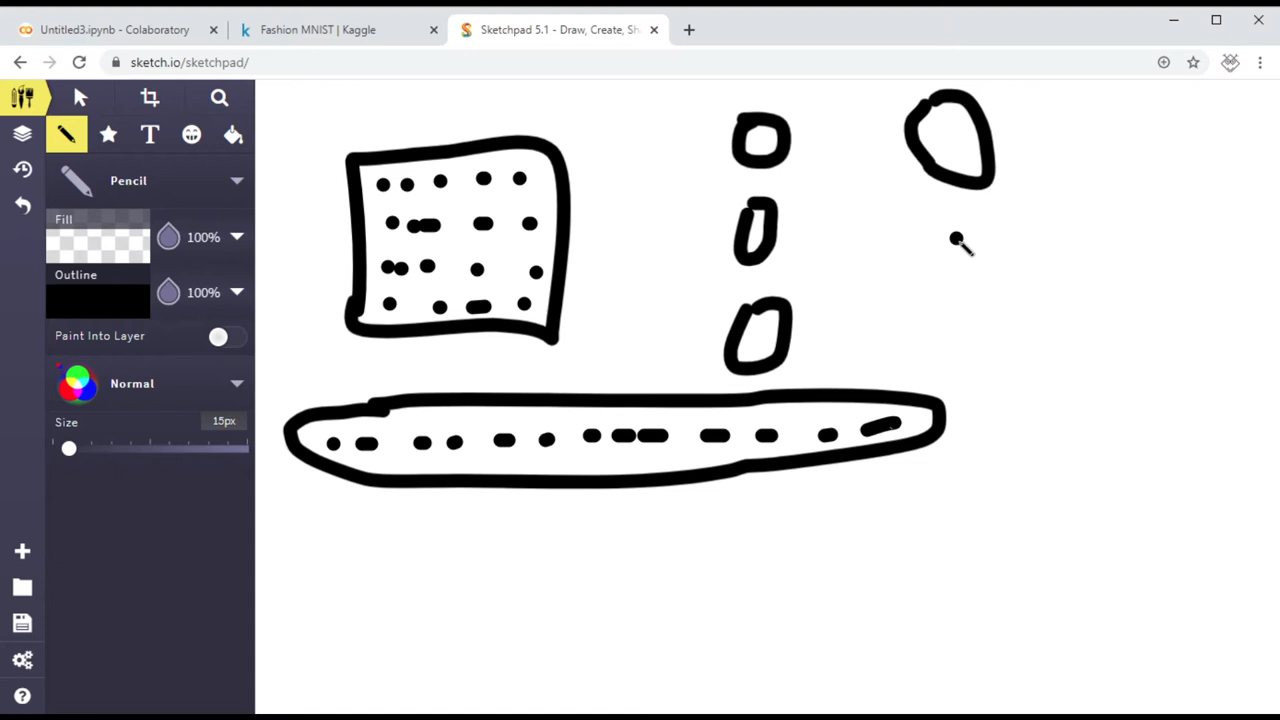 Untitled3.ipynb - Colaboratory
Fashion MNIST | Kaggle
Sketchpad 5.1 - Draw, Create, Sh
sketch.io/sketchpad/
T
Pencil
Fill
100%
Outline
100%
Paint Into Layer
Normal
Size
15px